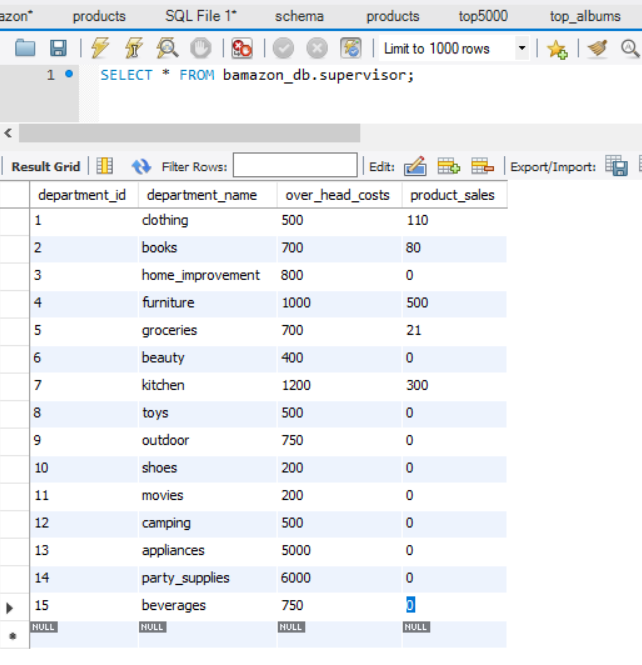 azon* products SQL File 1* schema products top5000 top_albums
Limit to 1000 rows
1 SELECT * FROM bamazon_db.supervisor;
Result Grid Filter Rows: Edit: Export/Import:
department_id department_name over_head_costs product_sales
1 clothing 500 110
2 books 700 80
3 home_improvement 800 0
4 furniture 1000 500
5 groceries 700 21
6 beauty 400 0
7 kitchen 1200 300
8 toys 500 0
9 outdoor 750 0
10 shoes 200 0
11 movies 200 0
12 camping 500 0
13 appliances 5000 0
14 party_supplies 6000 0
15 beverages 750 0
* NULL NULL NULL NULL